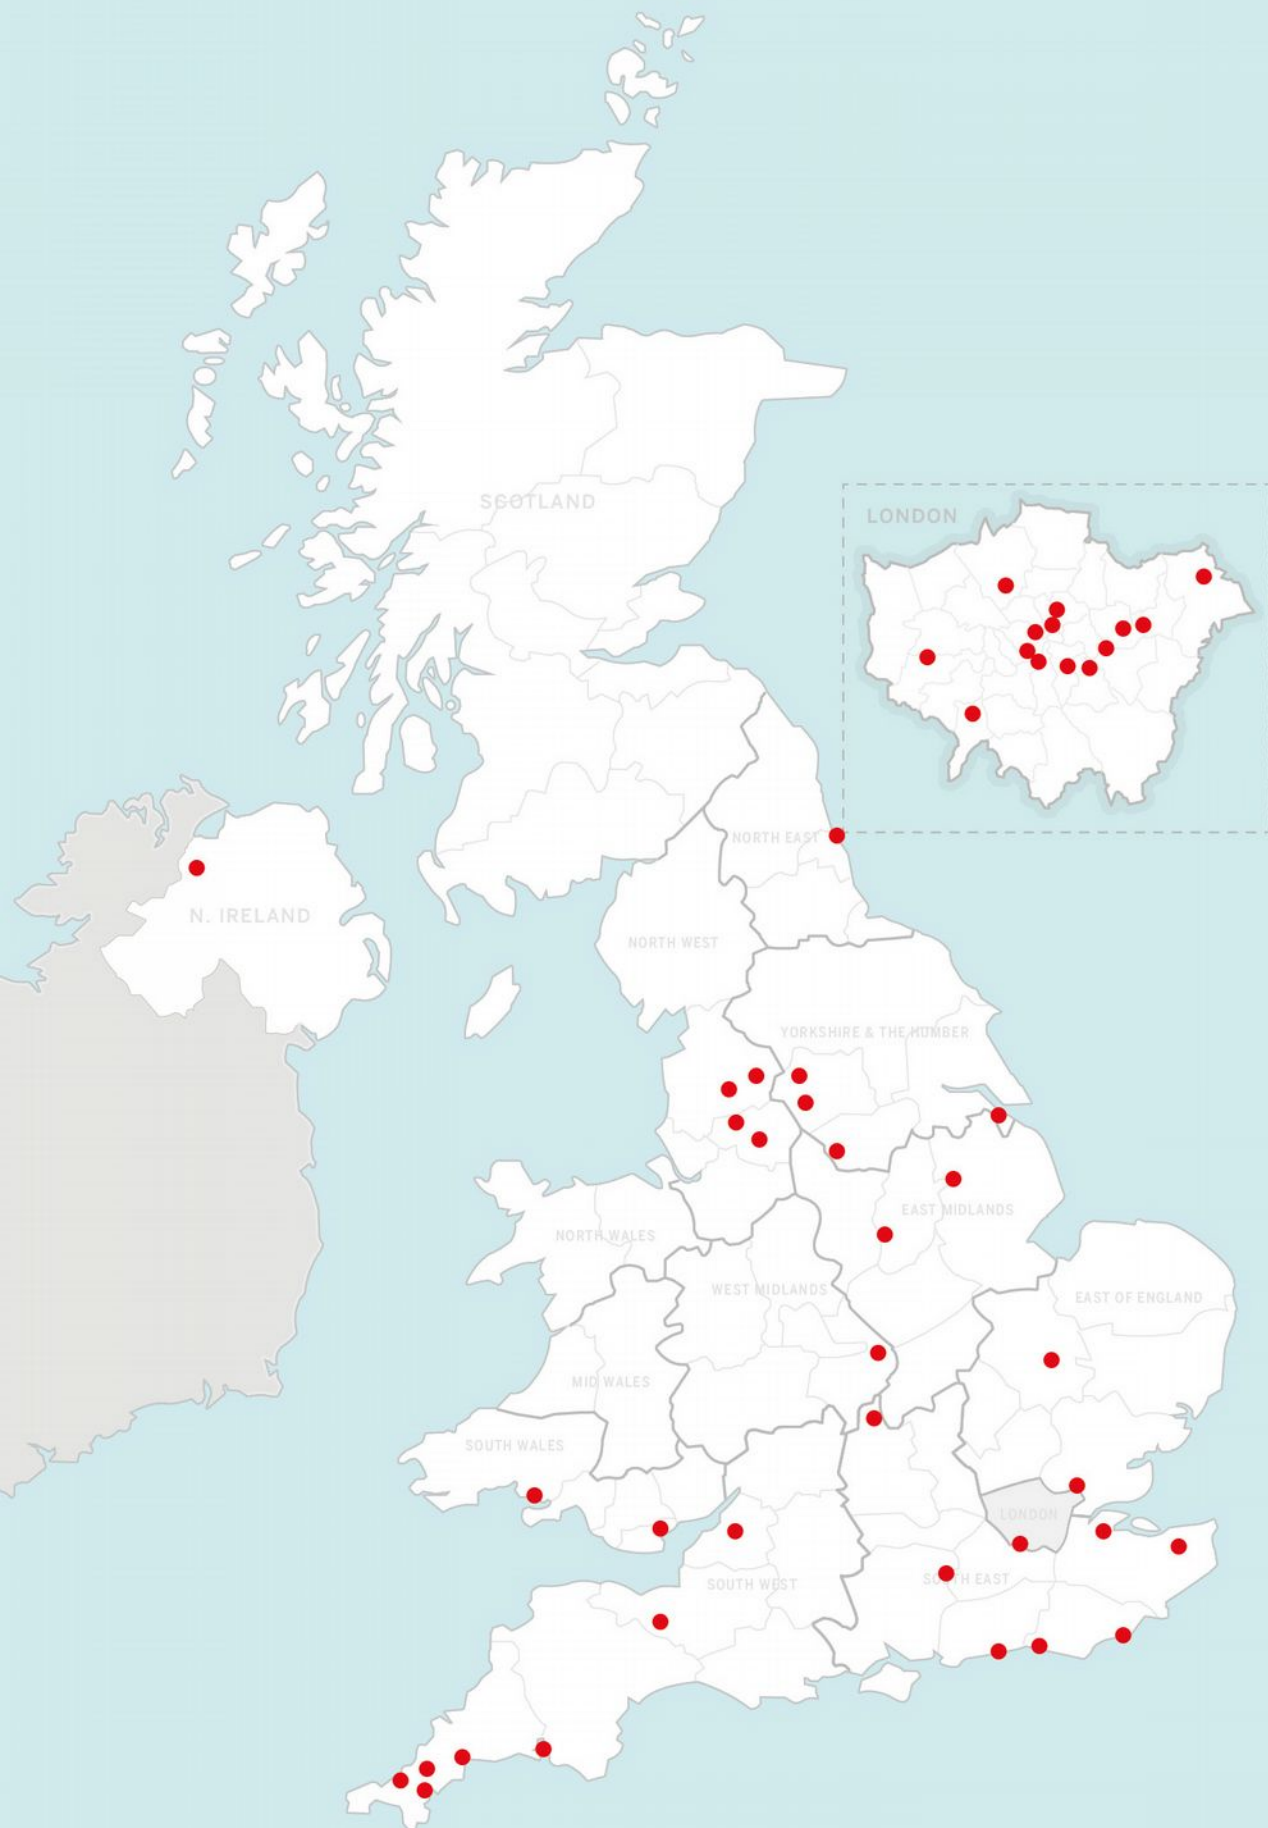 SCOTLAND
LONDON
NORTH EAST
N. IRELAND
NORTH WEST
YORKSHIRE & THE HUMBER
EAST MIDLANDS
NORTH WALES
WEST MIDLANDS
EAST OF ENGLAND
MID WALES
SOUTH WALES
LONDON
SOUTH WEST
SOUTH EAST